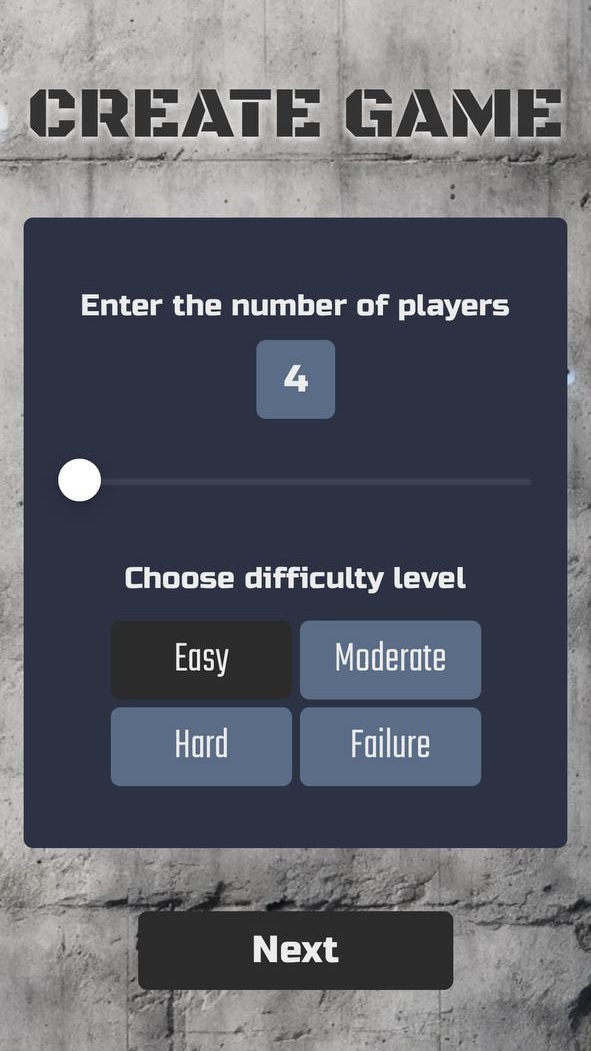 CREATE GAME
Enter the number of players
4
Choose difficulty level
Easy Moderate
Hard Failure
Next